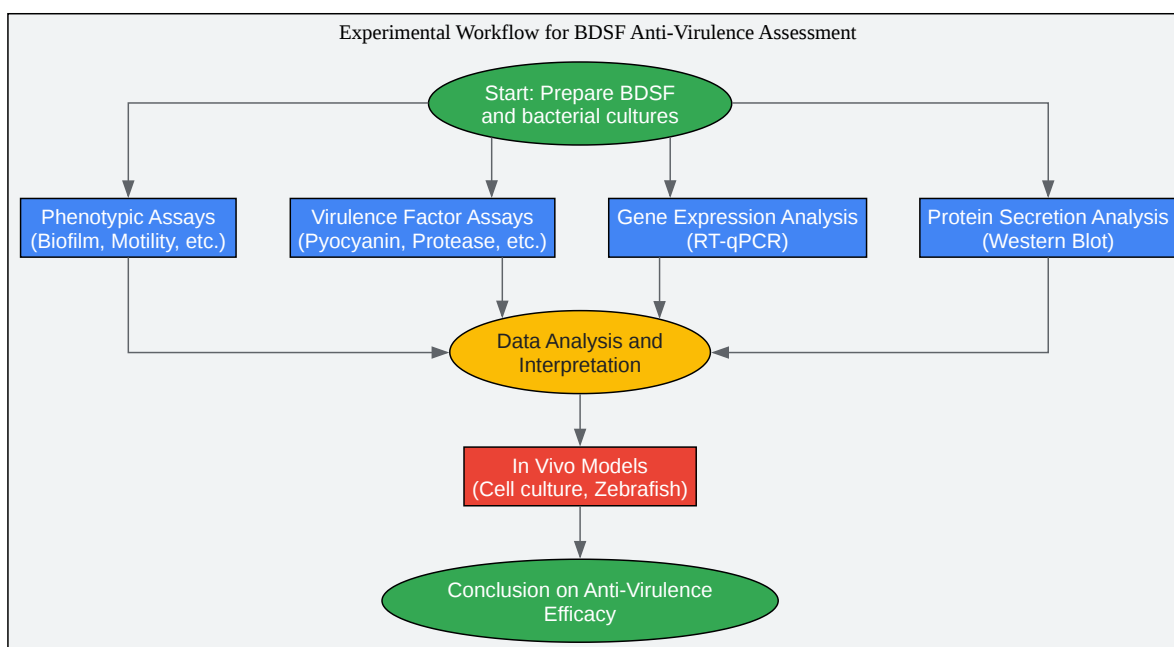 Experimental Workflow for BDSF Anti-Virulence Assessment
Start: Prepare BDSF
and bacterial cultures
Phenotypic Assays
(Biofilm, Motility, etc.)
Virulence Factor Assays
(Pyocyanin, Protease, etc.)
Gene Expression Analysis
(RT-qPCR)
Protein Secretion Analysis
(Western Blot)
Data Analysis and
Interpretation
In Vivo Models
(Cell culture, Zebrafish)
Conclusion on Anti-Virulence
Efficacy